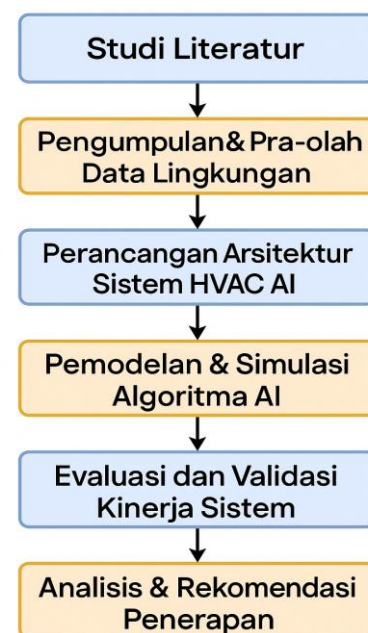 Studi Literatur
Pengumpulan& Pra-olah
Data Lingkungan
Perancangan Arsitektur
Sistem HVAC AI
Pemodelan & Simulasi
Algoritma AI
Evaluasi dan Validasi
Kinerja Sistem
Analisis & Rekomendasi
Penerapan